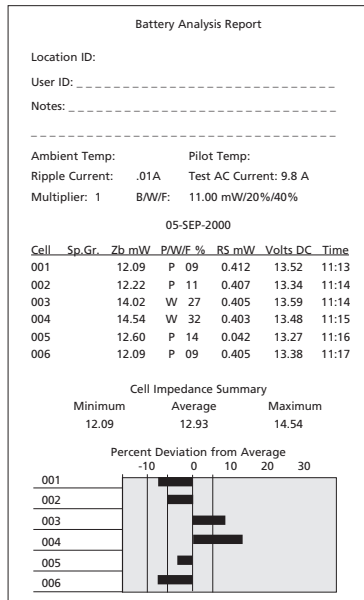 Battery Analysis Report
Location ID:
User ID: _ _ _ _ _ _ _ _ _ _ _ _ _ _ _ _ _ _ _ _ _ _ _ _ _ _ _ _
Notes: _ _ _ _ _ _ _ _ _ _ _ _ _ _ _ _ _ _ _ _ _ _ _ _ _ _ _ _ _
_ _ _ _ _ _ _ _ _ _ _ _ _ _ _ _ _ _ _ _ _ _ _ _ _ _ _ _ _ _ _ _ _
Ambient Temp: Pilot Temp:
Ripple Current: .01A Test AC Current: 9.8 A
Multiplier: 1 B/W/F: 11.00 mW/20%/40%
05-SEP-2000
Cell Sp.Gr. Zb mW P/W/F % RS mW Volts DC Time
001 12.09 P 09 0.412 13.52 11:13
002 12.22 P 11 0.407 13.34 11:14
003 14.02 W 27 0.405 13.59 11:14
004 14.54 W 32 0.403 13.48 11:15
005 12.60 P 14 0.042 13.27 11:16
006 12.09 P 09 0.405 13.38 11:17
Cell Impedance Summary
Minimum Average Maximum
12.09 12.93 14.54
Percent Deviation from Average
-10 0 10 20 30
001
002
003
004
005
006